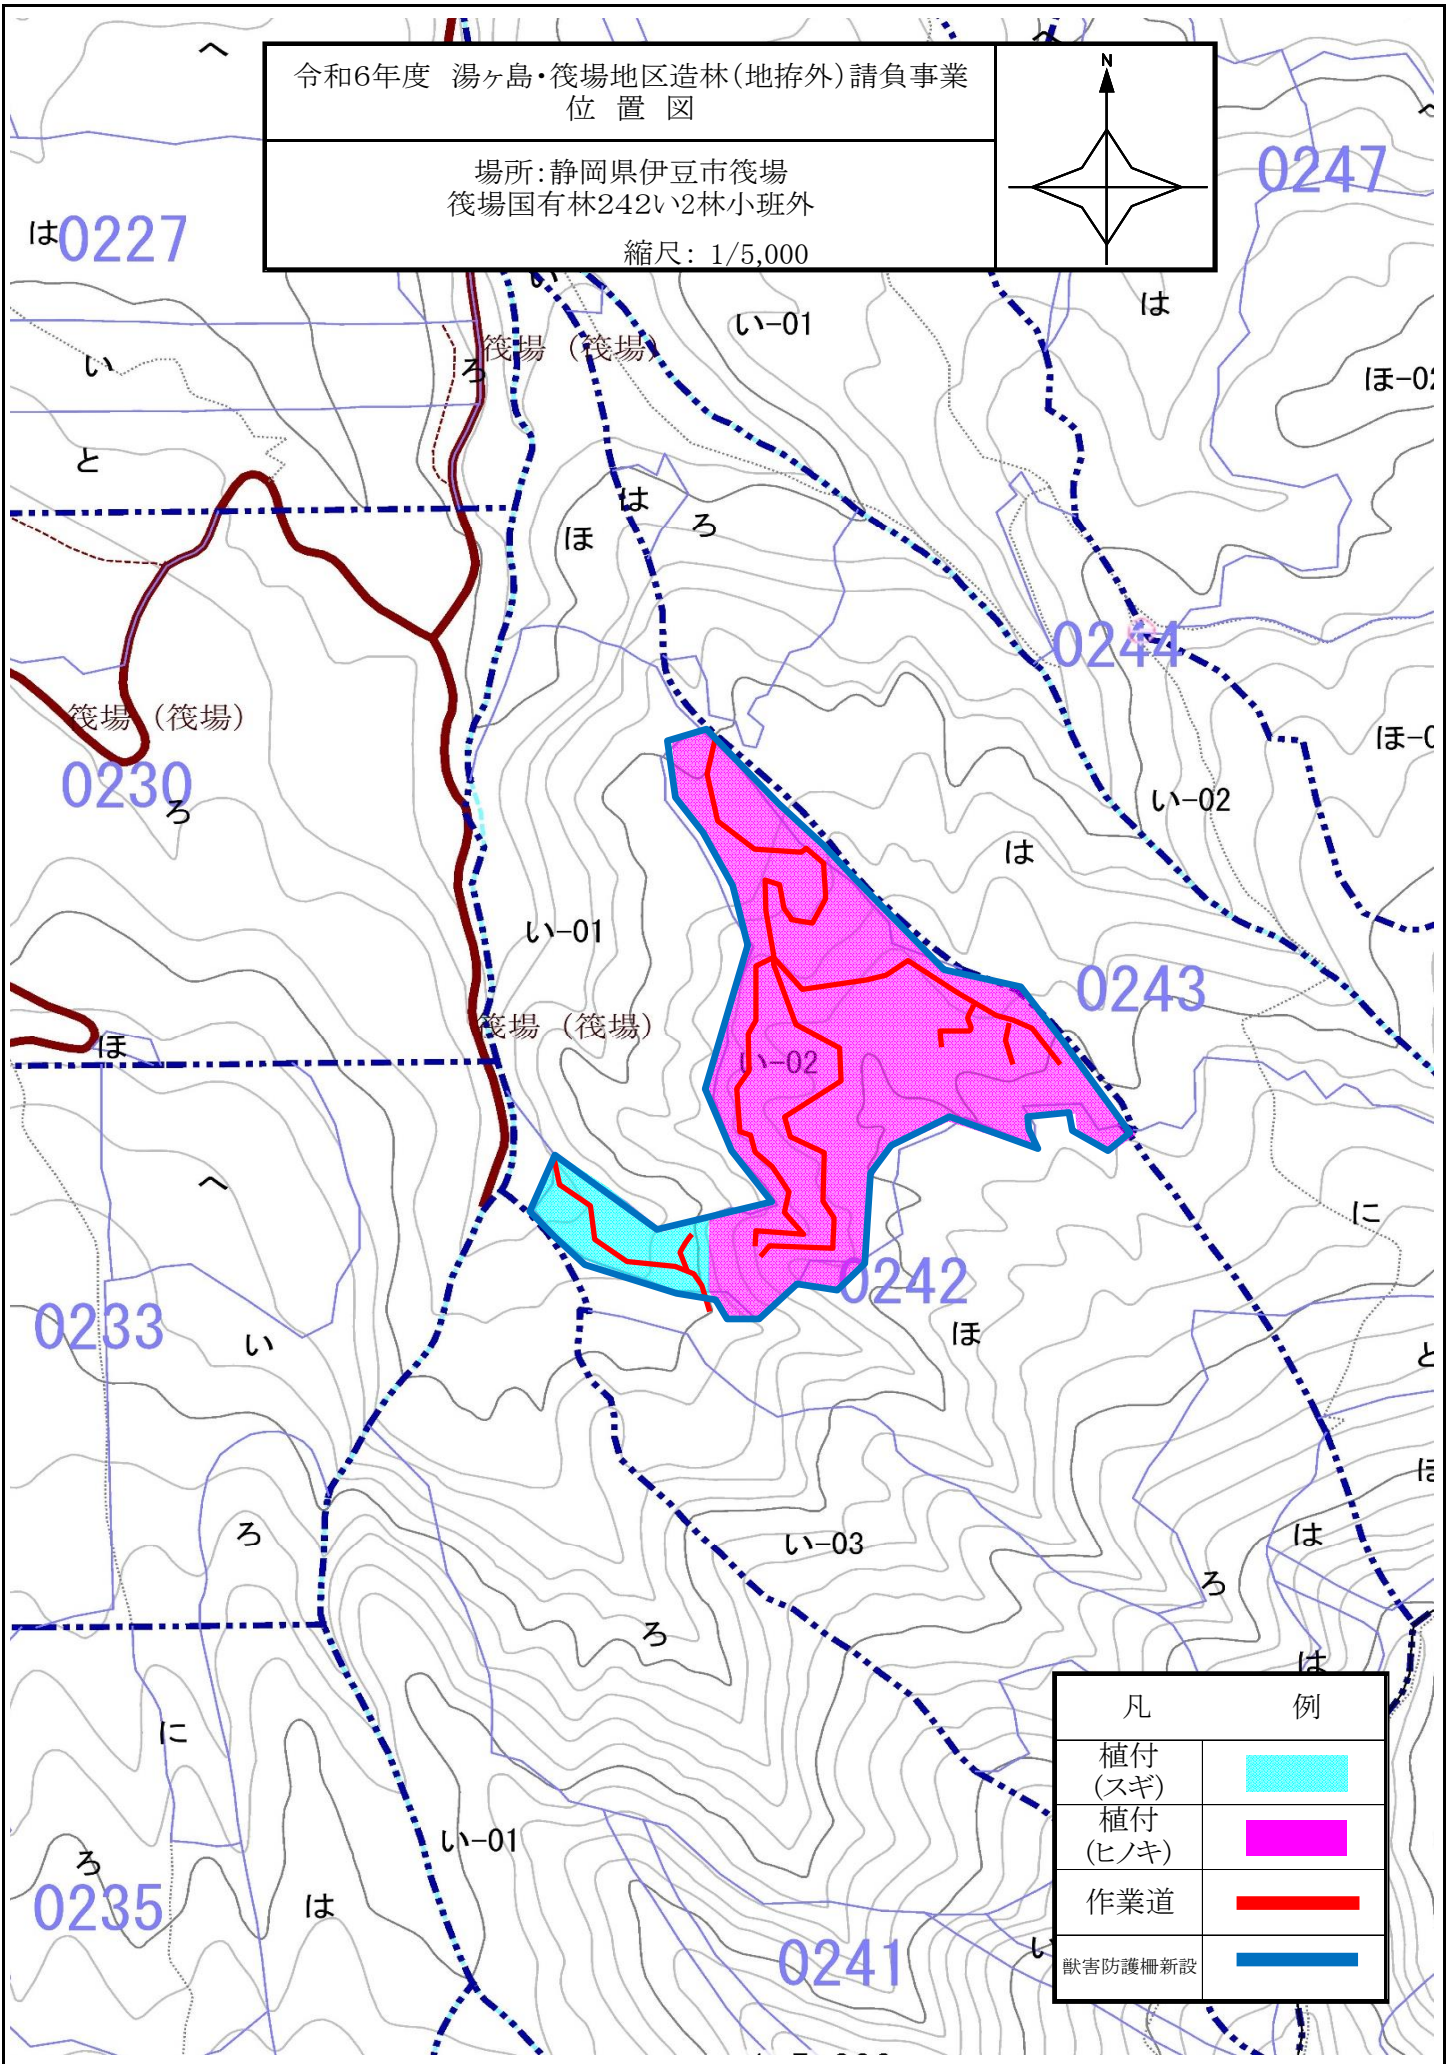 へ
へ
令和6年度 湯ヶ島・筏場地区造林(地拵外)請負事業
位 置 図
N
場所:静岡県伊豆市筏場
筏場国有林242い2林小班外
縮尺: 1/5,000
0247
は
0227
い
い-01
は
筏場 (筏場)
ろ
い
ほ-02
と
は
ほ
ろ
0244
筏場 (筏場)
ほ-0
0230
ろ
い-02
は
い-01
0243
筏場 (筏場)
ほ
い-02
へ
に
0242
0233
い
ほ
と
ほ
ろ
い-03
は
ろ
ろ
は
に
い-01
ろ
0235
は
0241
い
凡 例
植付
(スギ)
植付
(ヒノキ)
作業道
獣害防護柵新設